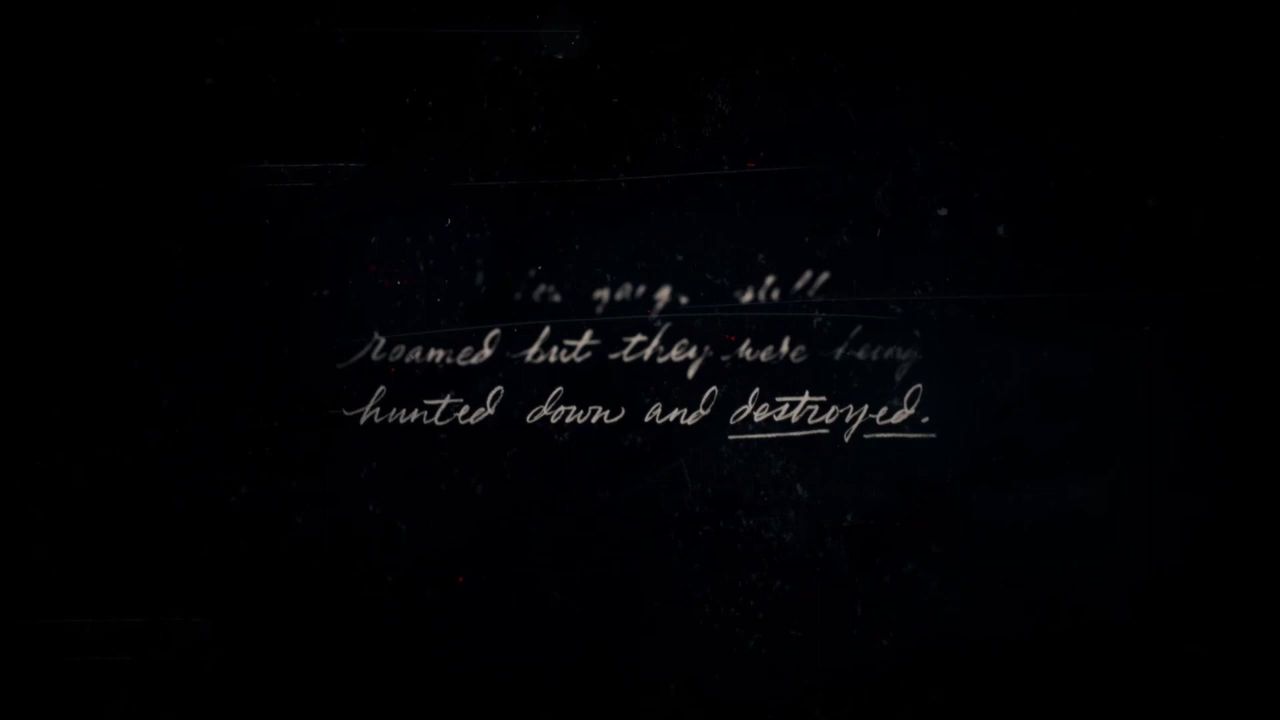 roamed but they were being
hunted down and destroyed.